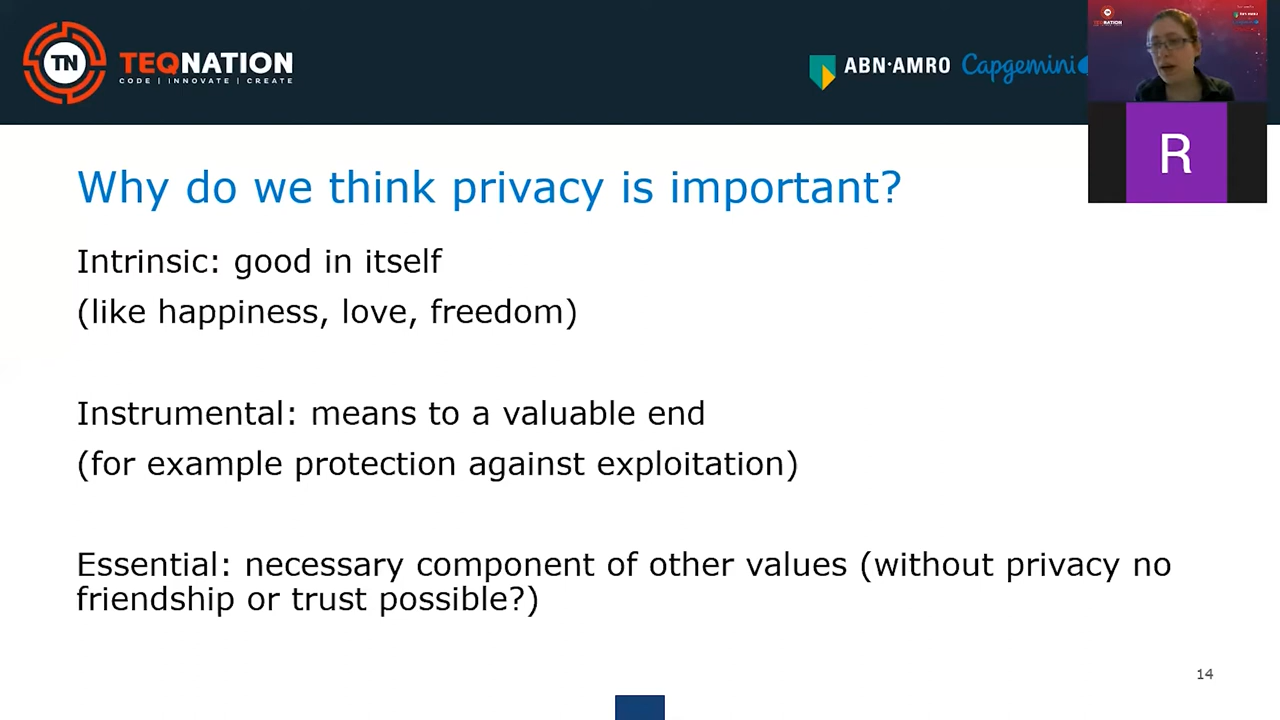 TN
TEQNATION
CODE | INNOVATE | CREATE
ABN·AMRO
Capgemini
R
Why do we think privacy is important?
Intrinsic: good in itself
(like happiness, love, freedom)
Instrumental: means to a valuable end
(for example protection against exploitation)
Essential: necessary component of other values (without privacy no
friendship or trust possible?)
14